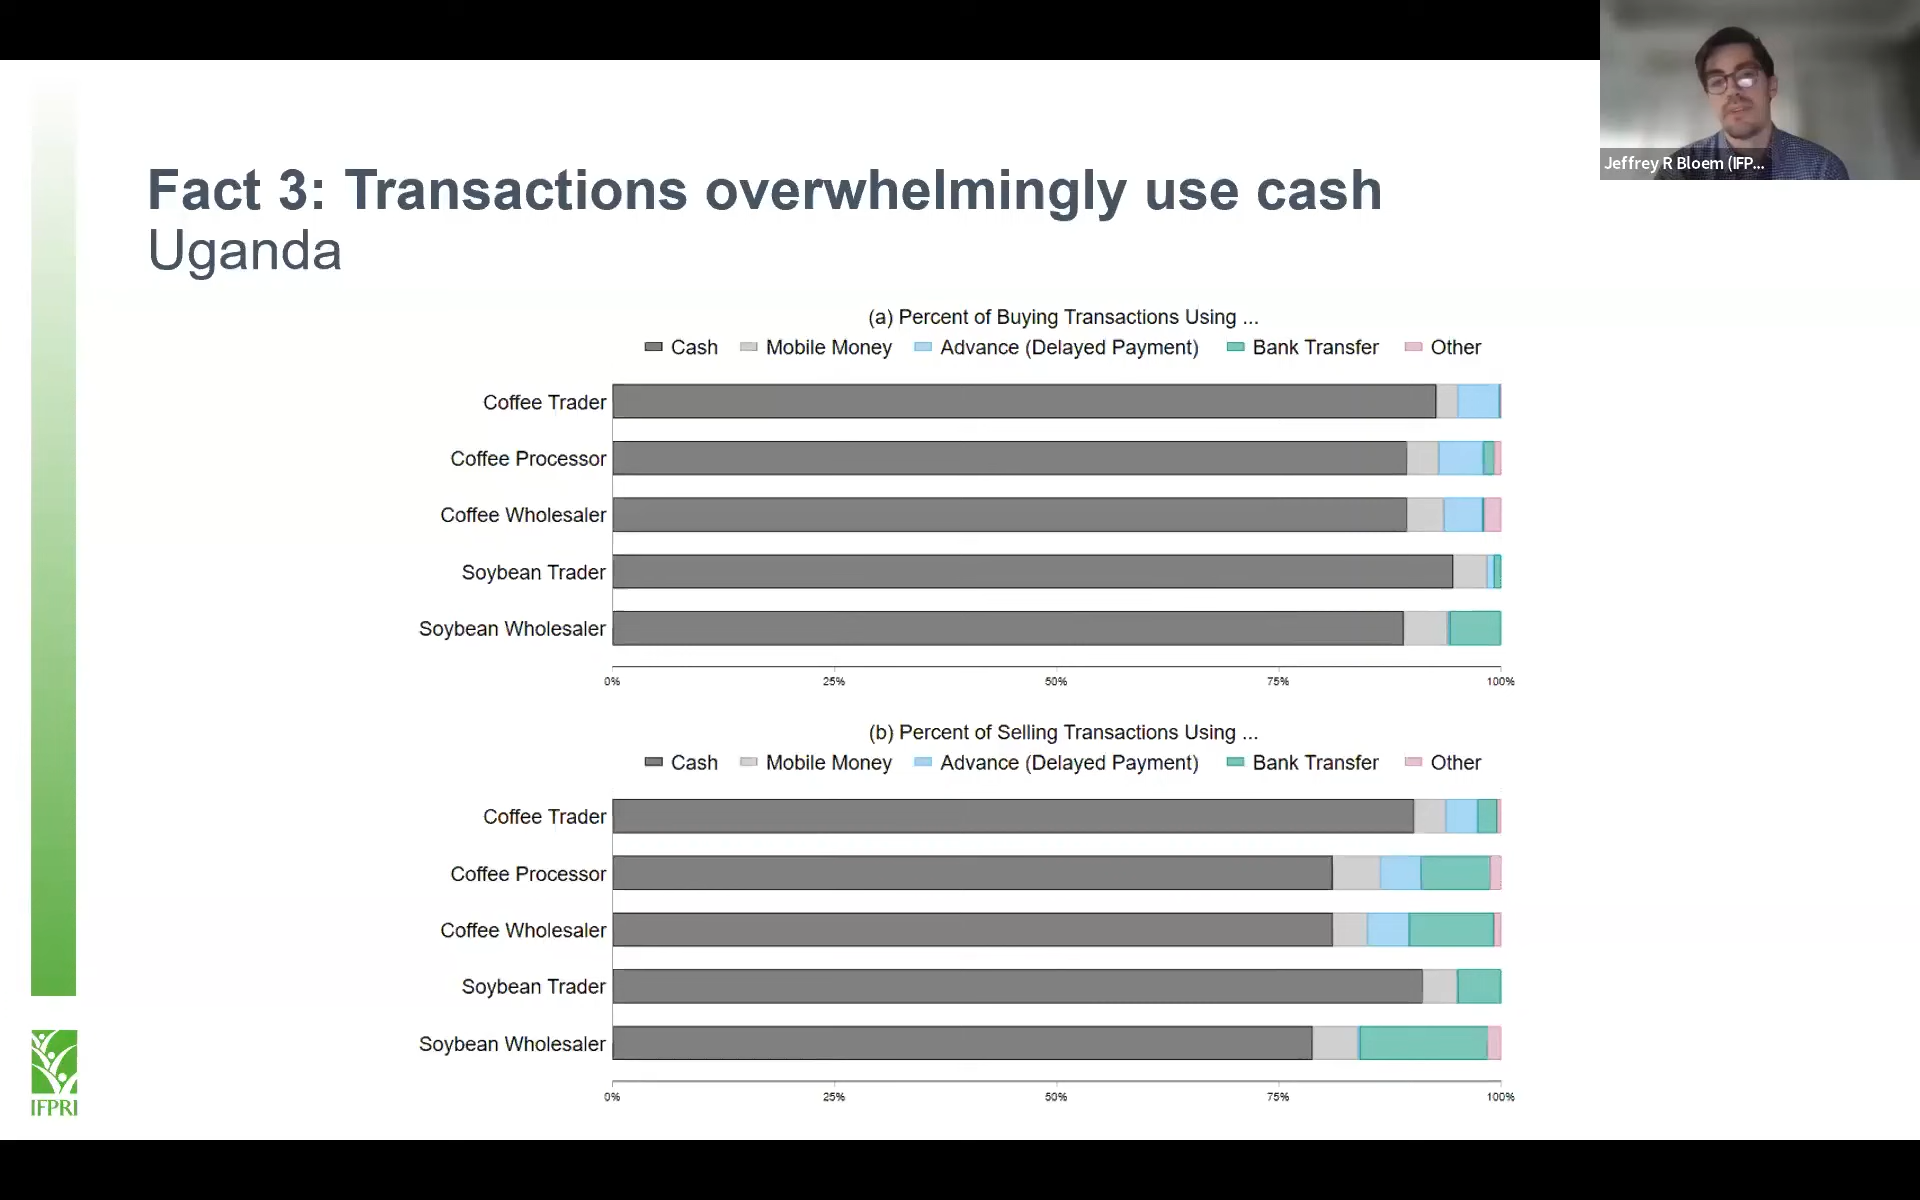 Jeffrey R Bloem (IFP...
Fact 3: Transactions overwhelmingly use cash
Uganda
(a) Percent of Buying Transactions Using ...
Cash Mobile Money Advance (Delayed Payment) Bank Transfer Other
Coffee Trader
Coffee Processor
Coffee Wholesaler
Soybean Trader
Soybean Wholesaler
0% 25% 50% 75% 100%
(b) Percent of Selling Transactions Using ...
Cash Mobile Money Advance (Delayed Payment) Bank Transfer Other
Coffee Trader
Coffee Processor
Coffee Wholesaler
Soybean Trader
Soybean Wholesaler
0% 25% 50% 75% 100%
IFPRI